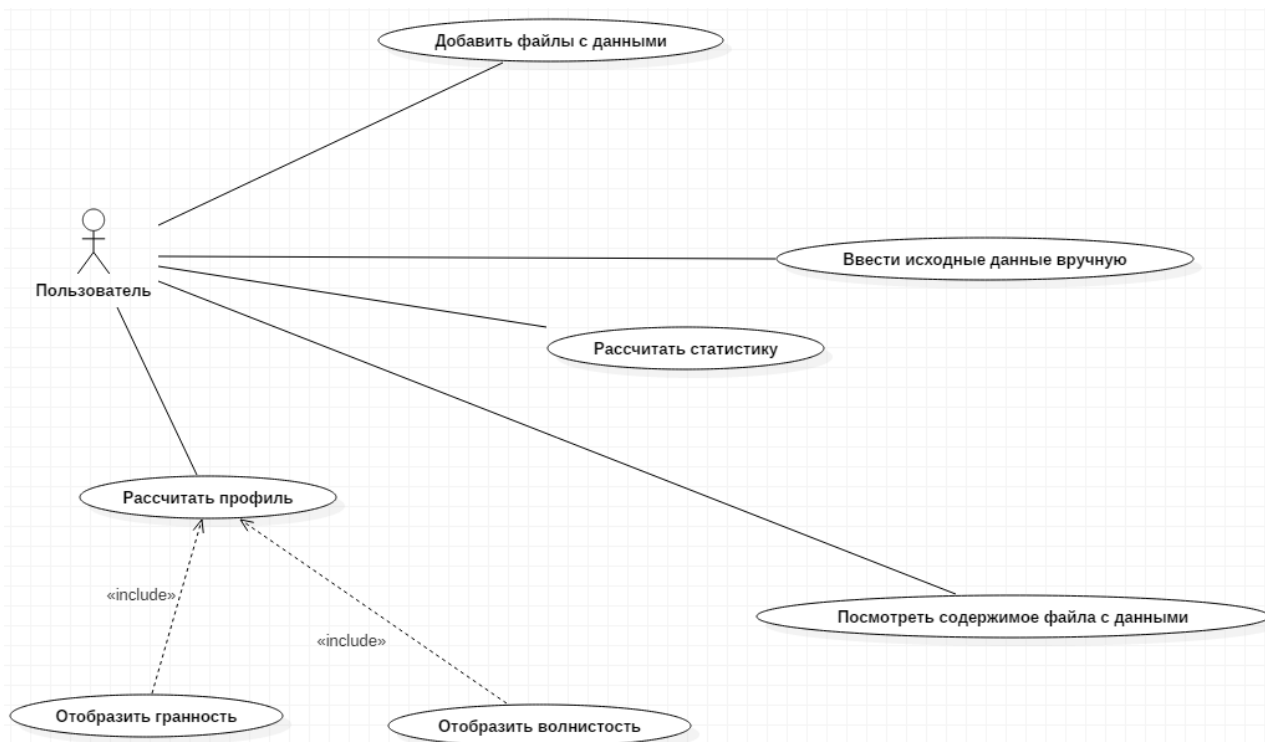 Добавить файлы с данными
Ввести исходные данные вручную
Пользователь
Рассчитать статистику
Рассчитать профиль
«include»
Посмотреть содержимое файла с данными
«include»
Отобразить гранность
Отобразить волнистость